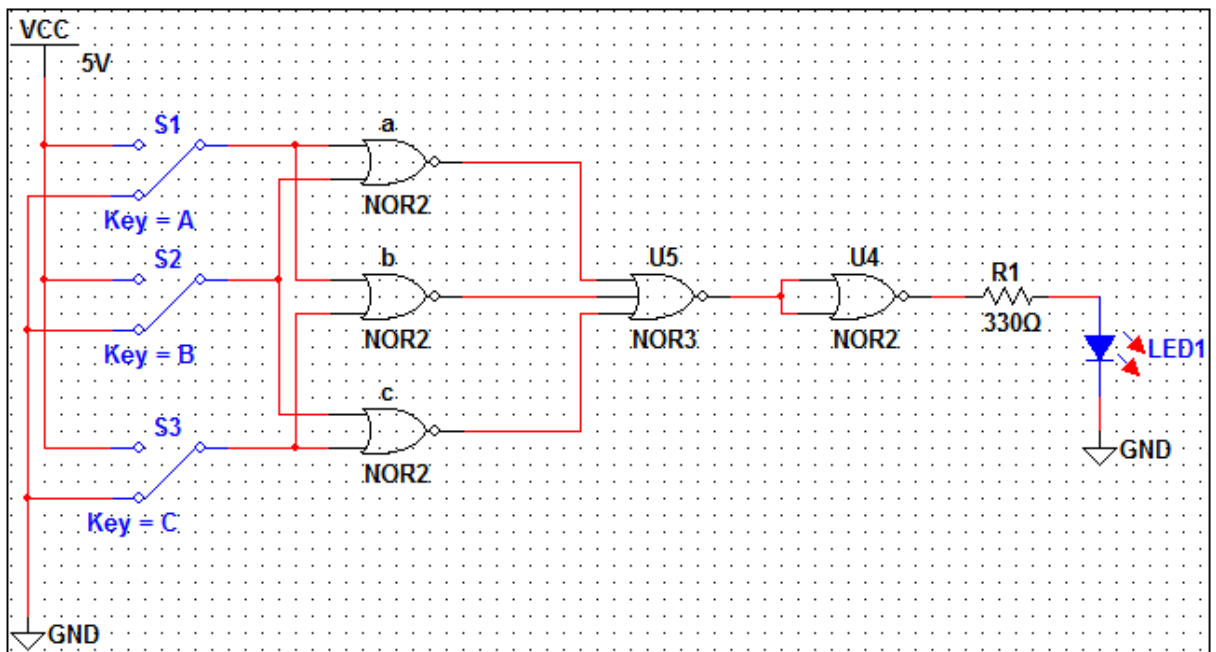 VCC
5V
S1
Key = A
S2
Key = B
S3
Key = C
GND
a
NOR2
b
NOR2
c
NOR2
U5
NOR3
U4
NOR2
R1
330Ω
LED1
GND